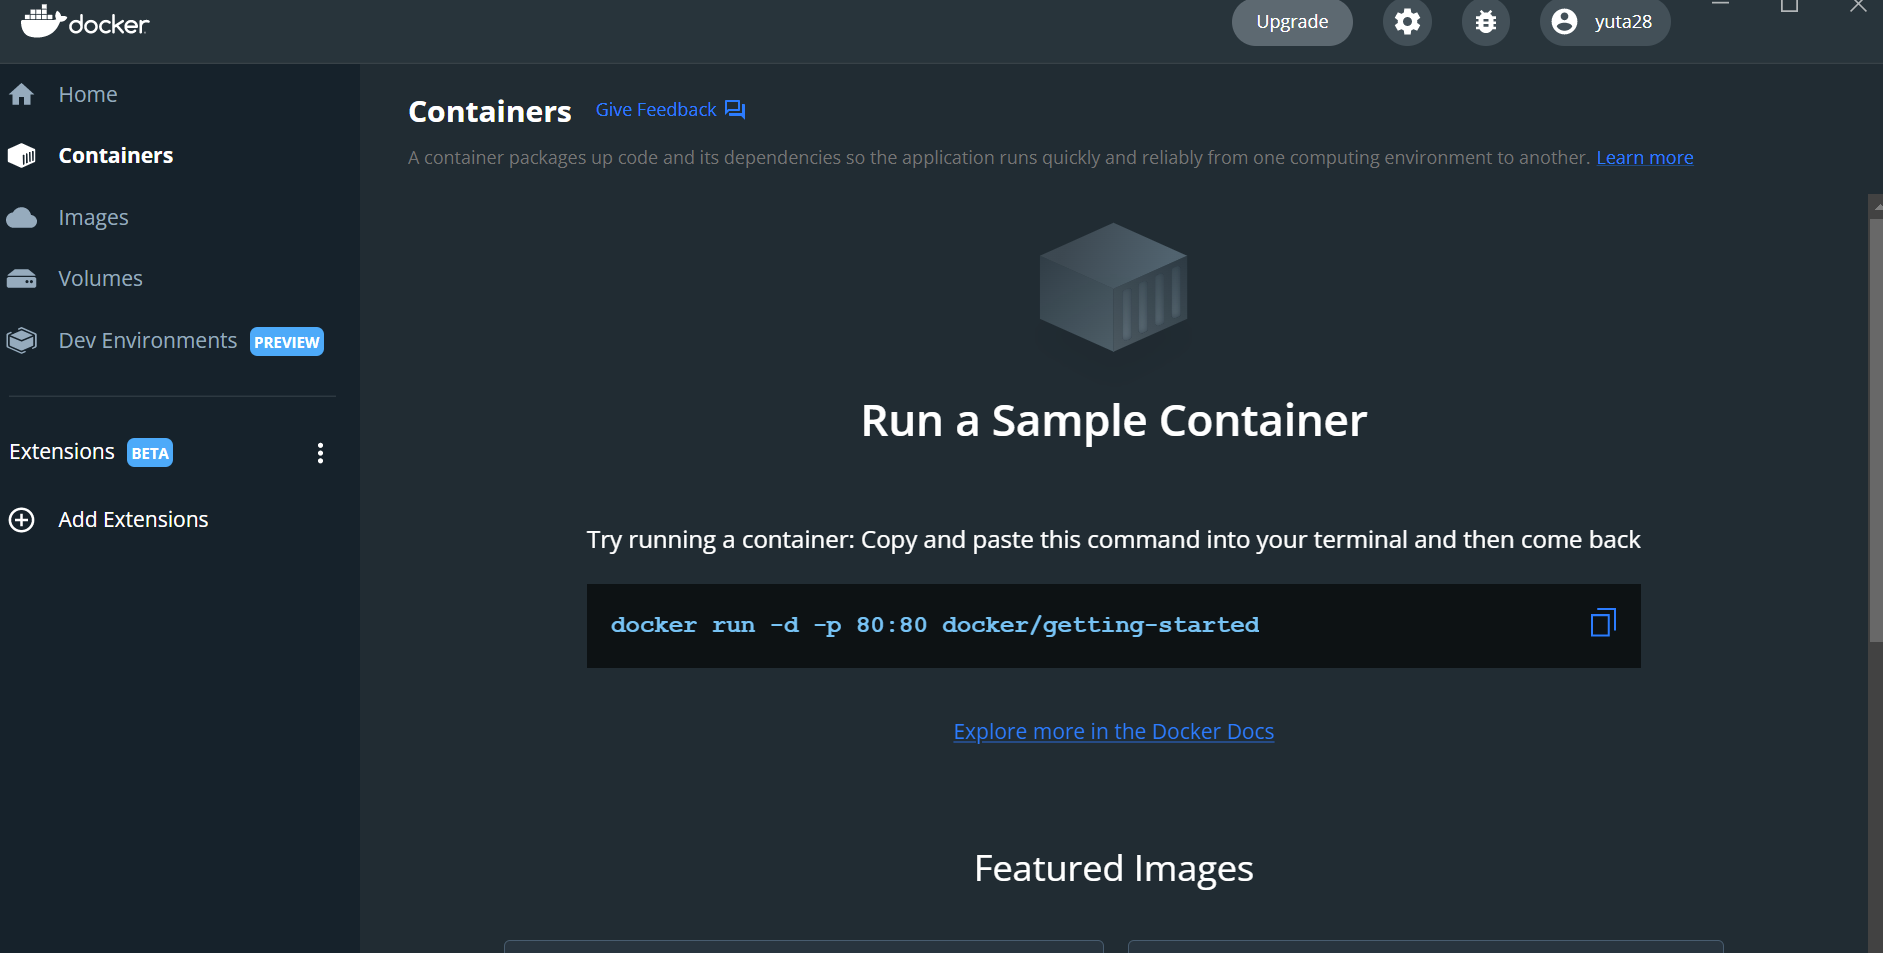 docker
Upgrade
yuta28
Home
Containers
Images
Volumes
Dev Environments PREVIEW
Extensions BETA
Add Extensions
Containers Give Feedback
A container packages up code and its dependencies so the application runs quickly and reliably from one computing environment to another. Learn more
Run a Sample Container
Try running a container: Copy and paste this command into your terminal and then come back
docker run -d -p 80:80 docker/getting-started
Explore more in the Docker Docs
Featured Images